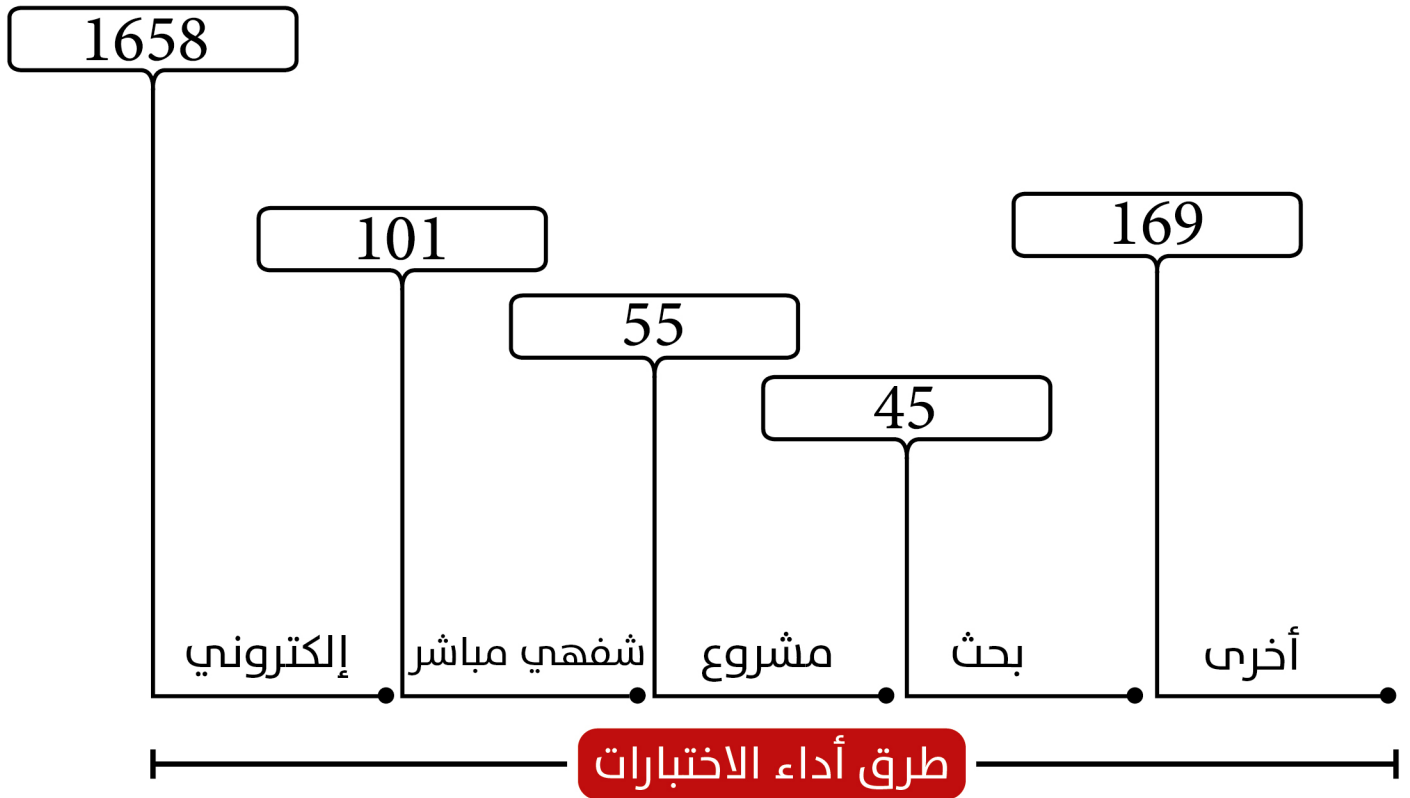 1658
101
55
45
169
إلكتروني
شفهي مباشر
مشروع
بحث
أخرى
طرق أداء الاختبارات